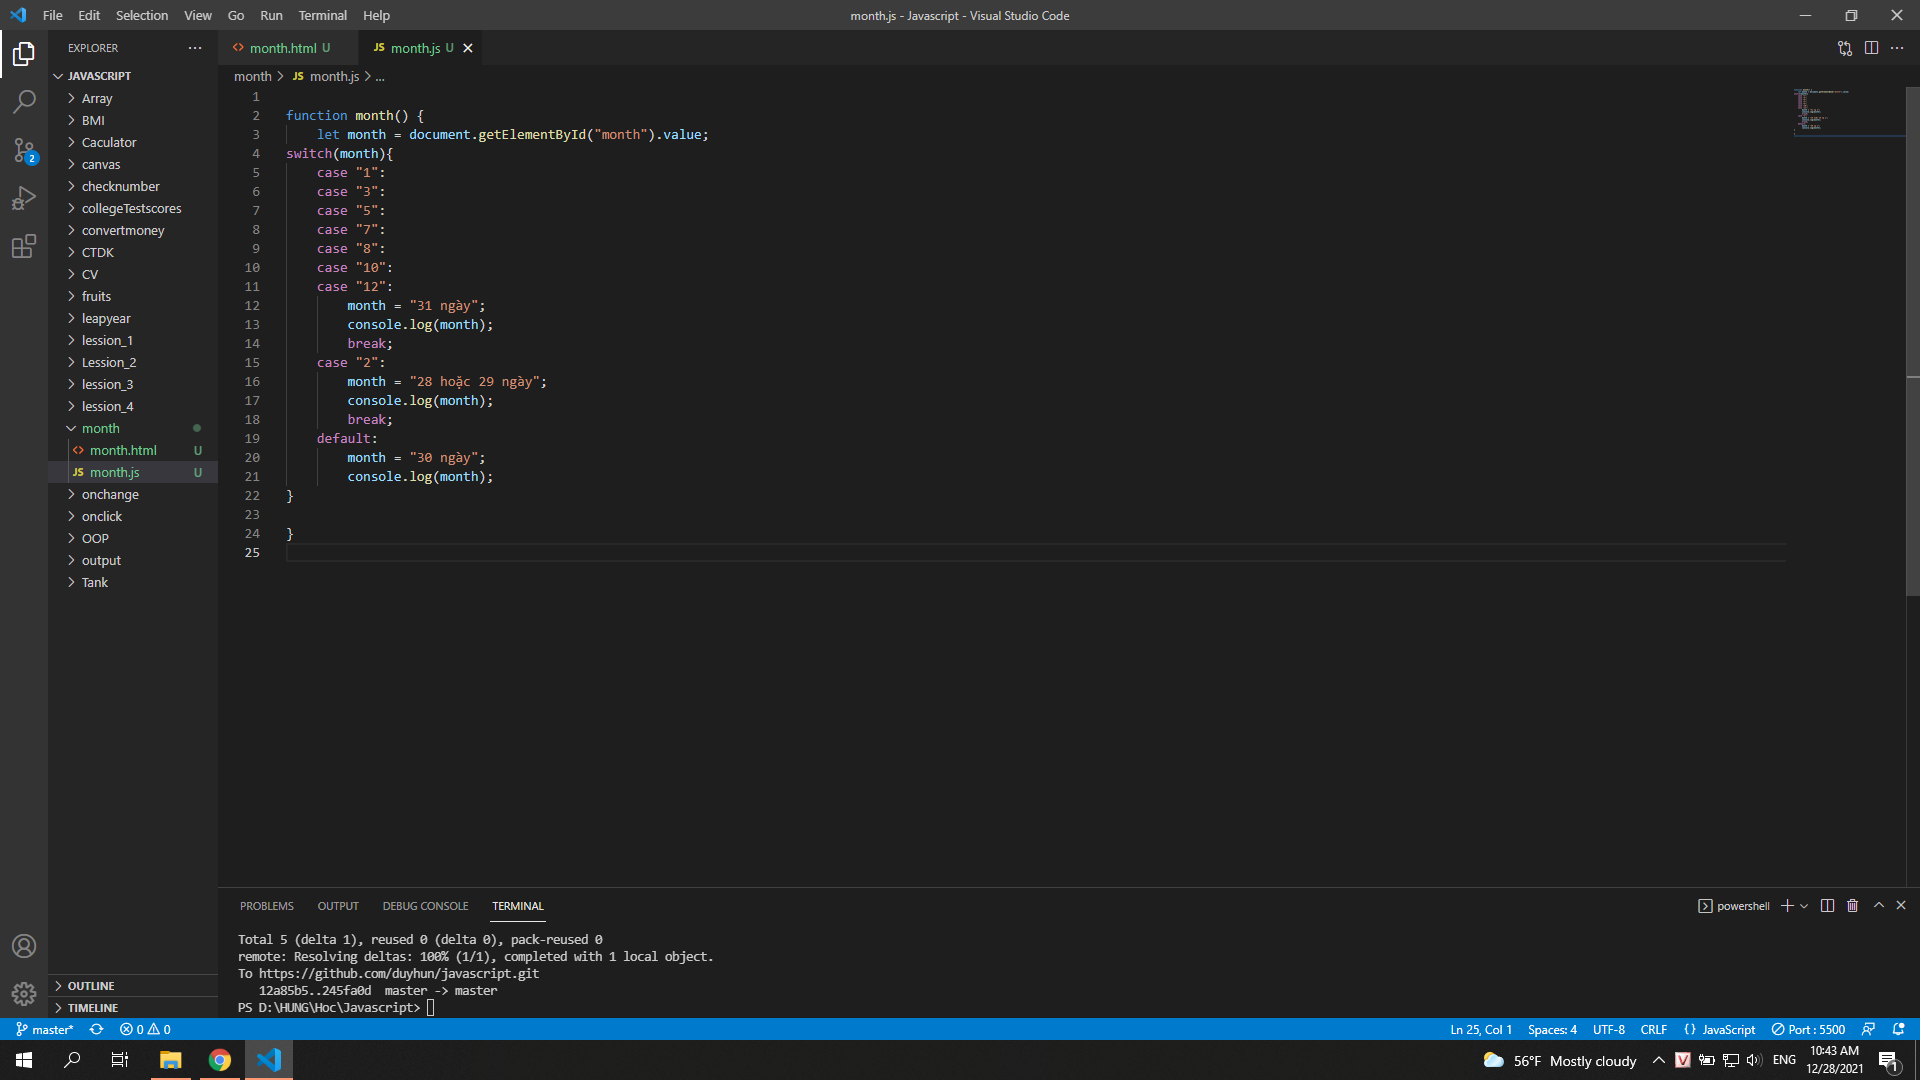 File Edit Selection View Go Run Terminal Help
month.js - Javascript - Visual Studio Code
EXPLORER
JAVASCRIPT
Array
BMI
Caculator
canvas
checknumber
collegeTestscores
convertmoney
CTDK
CV
fruits
leapyear
lession_1
Lession_2
lession_3
lession_4
month
month.html U
JS month.js U
onchange
onclick
OOP
output
Tank
OUTLINE
TIMELINE
2
month.html U JS month.js U
month > JS month.js > ...
1
2 function month() {
3 let month = document.getElementById("month").value;
4 switch(month){
5 case "1":
6 case "3":
7 case "5":
8 case "7":
9 case "8":
10 case "10":
11 case "12":
12 month = "31 ngày";
13 console.log(month);
14 break;
15 case "2":
16 month = "28 hoặc 29 ngày";
17 console.log(month);
18 break;
19 default:
20 month = "30 ngày";
21 console.log(month);
22 }
23
24 }
25
PROBLEMS OUTPUT DEBUG CONSOLE TERMINAL
powershell
Total 5 (delta 1), reused 0 (delta 0), pack-reused 0
remote: Resolving deltas: 100% (1/1), completed with 1 local object.
To https://github.com/duyhun/javascript.git
12a85b5..245fa0d master -> master
PS D:\HUNG\Hoc\Javascript>
master* 0 0
Ln 25, Col 1 Spaces: 4 UTF-8 CRLF {} JavaScript Port : 5500
56°F Mostly cloudy
V
ENG
10:43 AM
12/28/2021
1